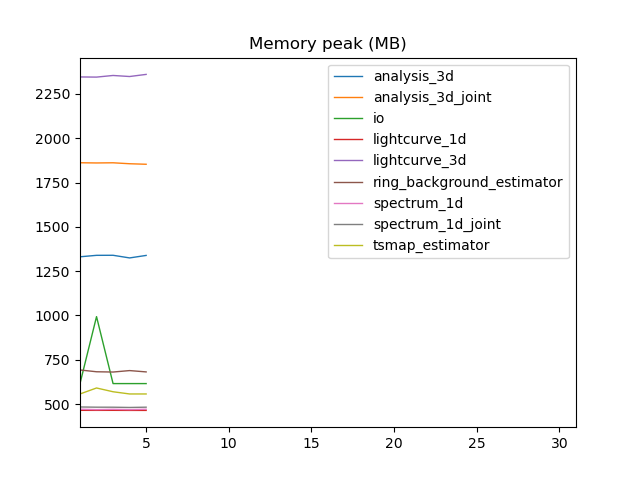 Memory peak (MB)
2250
2000
1750
1500
1250
1000
750
500
5
10
15
20
25
30
analysis_3d
analysis_3d_joint
io
lightcurve_1d
lightcurve_3d
ring_background_estimator
spectrum_1d
spectrum_1d_joint
tsmap_estimator